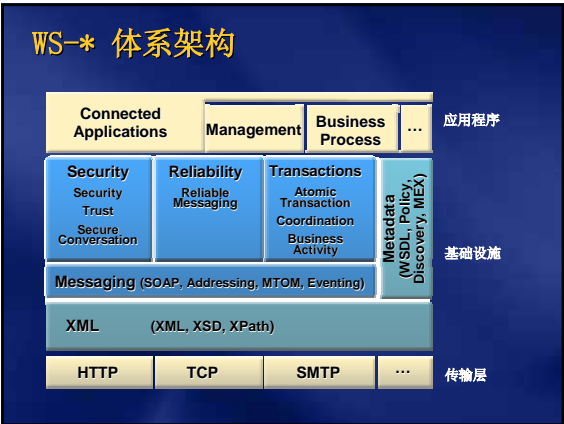 WS-* 体系架构
Connected
Applications
Management
Business
Process
...
应用程序
Security
Security
Trust
Secure
Conversation
Reliability
Reliable
Messaging
Transactions
Atomic
Transaction
Coordination
Business
Activity
Metadata
(WSDL, Policy,
Discovery, MEX)
基础设施
Messaging (SOAP, Addressing, MTOM, Eventing)
XML (XML, XSD, XPath)
HTTP
TCP
SMTP
...
传输层